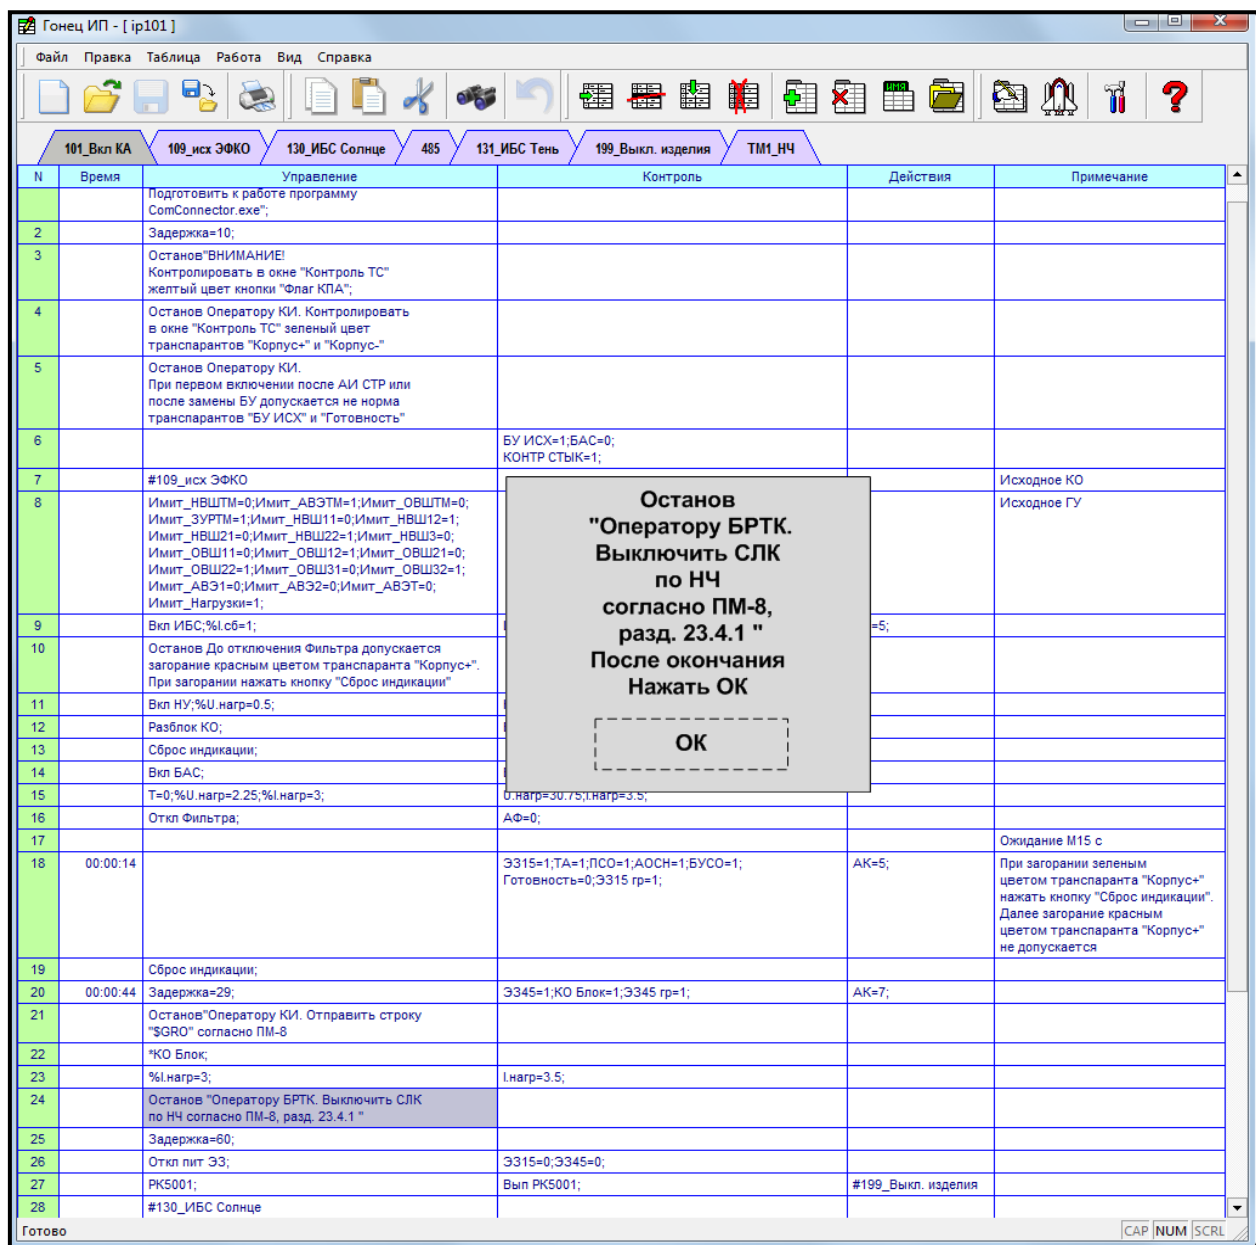 Гонец ИП - [ ip101 ]
Файл Правка Таблица Работа Вид Справка
ИМЯ
101_Вкл КА 109_исх ЭФКО 130_ИБС Солнце 485 131_ИБС Тень 199_Выкл. изделия ТМ1_НЧ
N Время Управление Контроль Действия Примечание
Подготовить к работе программу
ComConnector.exe";
2 Задержка=10;
3 Останов"ВНИМАНИЕ!
Контролировать в окне "Контроль ТС"
желтый цвет кнопки "Флаг КПА";
4 Останов Оператору КИ. Контролировать
в окне "Контроль ТС" зеленый цвет
транспарантов "Корпус+" и "Корпус-"
5 Останов Оператору КИ.
При первом включении после АИ СТР или
после замены БУ допускается не норма
транспарантов "БУ ИСХ" и "Готовность"
6 БУ ИСХ=1;БАС=0;
КОНТР СТЫК=1;
7 #109_исх ЭФКО Исходное КО
8 Имит_НВШТМ=0;Имит_АВЭТМ=1;Имит_ОВШТМ=0; Исходное ГУ
Имит_ЗУРТМ=1;Имит_НВШ11=0;Имит_НВШ12=1;
Имит_НВШ21=0;Имит_НВШ22=1;Имит_НВШ3=0;
Имит_ОВШ11=0;Имит_ОВШ12=1;Имит_ОВШ21=0;
Имит_ОВШ22=1;Имит_ОВШ31=0;Имит_ОВШ32=1;
Имит_АВЭ1=0;Имит_АВЭ2=0;Имит_АВЭТ=0;
Имит_Нагрузки=1;
9 Вкл ИБС;%I.сб=1; =5;
10 Останов До отключения Фильтра допускается
загорание красным цветом транспаранта "Корпус+".
При загорании нажать кнопку "Сброс индикации"
11 Вкл НУ;%U.нагр=0.5;
12 Разблок КО;
13 Сброс индикации;
14 Вкл БАС;
15 Т=0;%U.нагр=2.25;%I.нагр=3; U.нагр=30.75;I.нагр=3.5;
16 Откл Фильтра; АФ=0;
17 Ожидание М15 с
18 00:00:14 ЭЗ15=1;ТА=1;ПСО=1;АОСН=1;БУСО=1; АК=5; При загорании зеленым
Готовность=0;ЭЗ15 гр=1; цветом транспаранта "Корпус+"
нажать кнопку "Сброс индикации".
Далее загорание красным
цветом транспаранта "Корпус+"
не допускается
19 Сброс индикации;
20 00:00:44 Задержка=29; ЭЗ45=1;КО Блок=1;ЭЗ45 гр=1; АК=7;
21 Останов"Оператору КИ. Отправить строку
"$GRO" согласно ПМ-8
22 *КО Блок;
23 %I.нагр=3; I.нагр=3.5;
24 Останов "Оператору БРТК. Выключить СЛК
по НЧ согласно ПМ-8, разд. 23.4.1 "
25 Задержка=60;
26 Откл пит ЭЗ; ЭЗ15=0;ЭЗ45=0;
27 РК5001; Вып РК5001; #199_Выкл. изделия
28 #130_ИБС Солнце
Останов
"Оператору БРТК.
Выключить СЛК
по НЧ
согласно ПМ-8,
разд. 23.4.1 "
После окончания
Нажать ОК
ОК
Готово CAP NUM SCRL